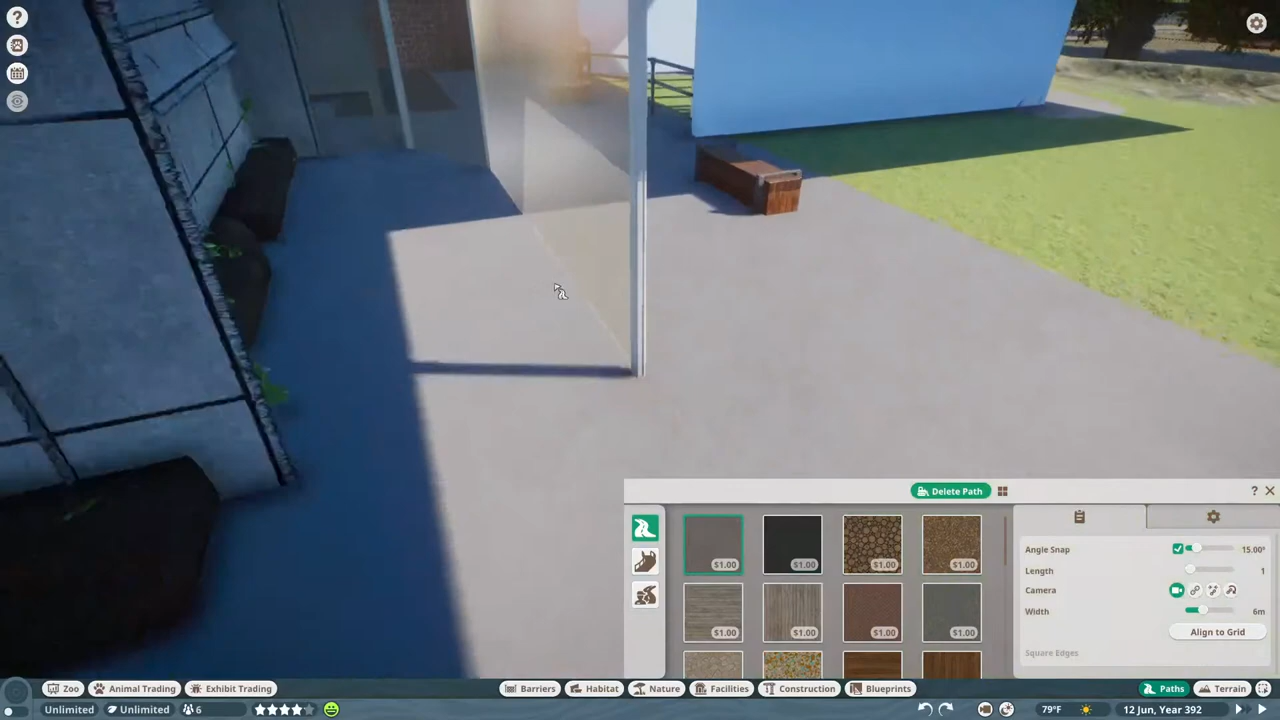 ?
Delete Path
? ×
$1.00 $1.00 $1.00 $1.00
$1.00 $1.00 $1.00 $1.00
Angle Snap 15.00°
Length 1
Camera
Width 6m
Align to Grid
Square Edges
Zoo Animal Trading Exhibit Trading Barriers Habitat Nature Facilities Construction Blueprints Paths Terrain
Unlimited Unlimited 6 79°F 12 Jun, Year 392